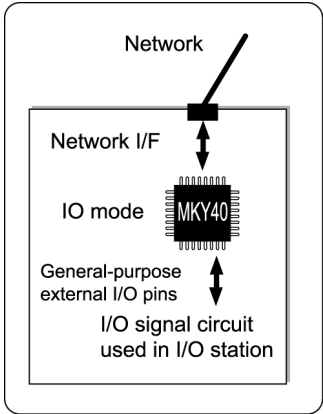 Network
Network I/F
IO mode
MKY40
General-purpose
external I/O pins
I/O signal circuit
used in I/O station